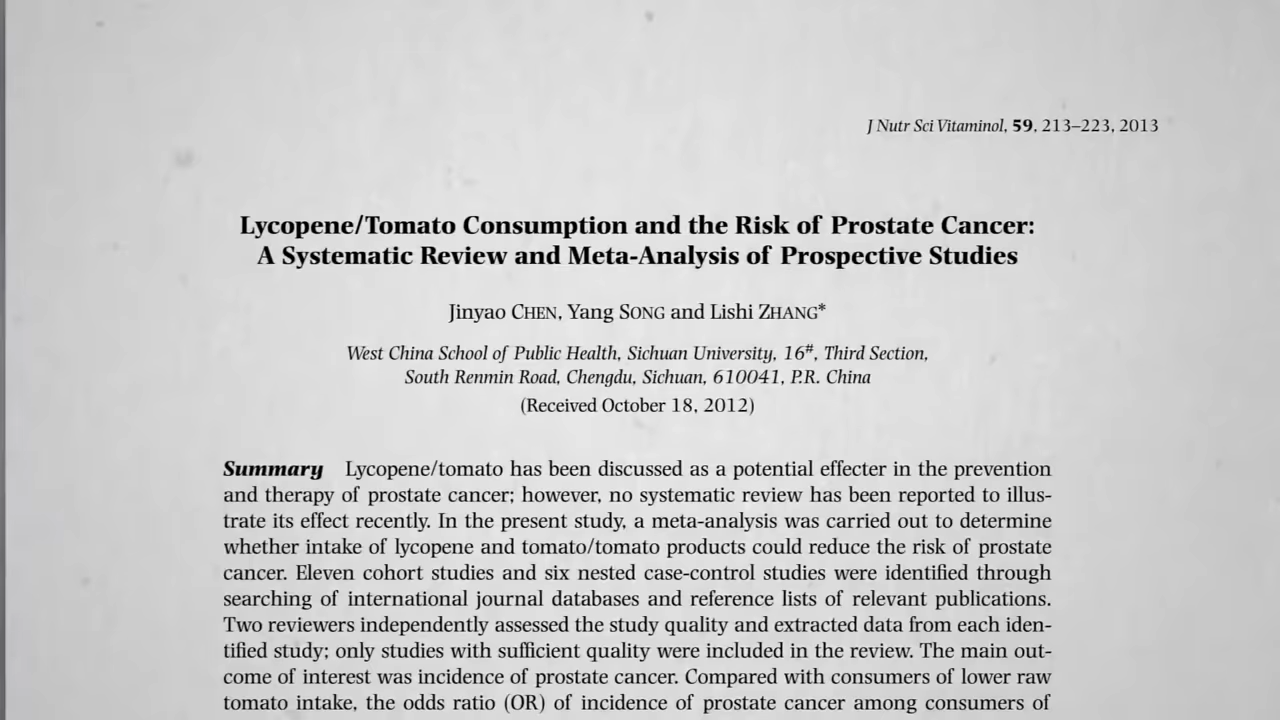 J Nutr Sci Vitaminol, 59, 213–223, 2013
Lycopene/Tomato Consumption and the Risk of Prostate Cancer:
A Systematic Review and Meta-Analysis of Prospective Studies
Jinyao CHEN, Yang SONG and Lishi ZHANG*
West China School of Public Health, Sichuan University, 16#, Third Section,
South Renmin Road, Chengdu, Sichuan, 610041, P.R. China
(Received October 18, 2012)
Summary Lycopene/tomato has been discussed as a potential effecter in the prevention
and therapy of prostate cancer; however, no systematic review has been reported to illus-
trate its effect recently. In the present study, a meta-analysis was carried out to determine
whether intake of lycopene and tomato/tomato products could reduce the risk of prostate
cancer. Eleven cohort studies and six nested case-control studies were identified through
searching of international journal databases and reference lists of relevant publications.
Two reviewers independently assessed the study quality and extracted data from each iden-
tified study; only studies with sufficient quality were included in the review. The main out-
come of interest was incidence of prostate cancer. Compared with consumers of lower raw
tomato intake, the odds ratio (OR) of incidence of prostate cancer among consumers of